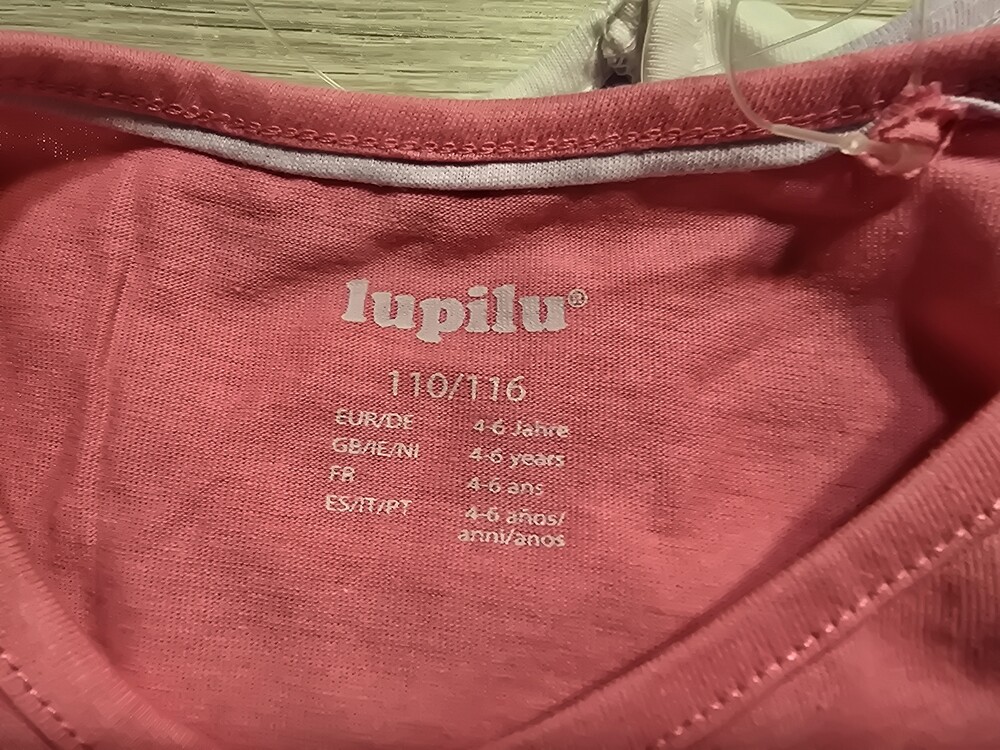 lupilu®
110/116
EUR/DE 4-6 Jahre
GB/IE/NI 4-6 years
FR 4-6 ans
ES/IT/PT 4-6 años/
anni/anos